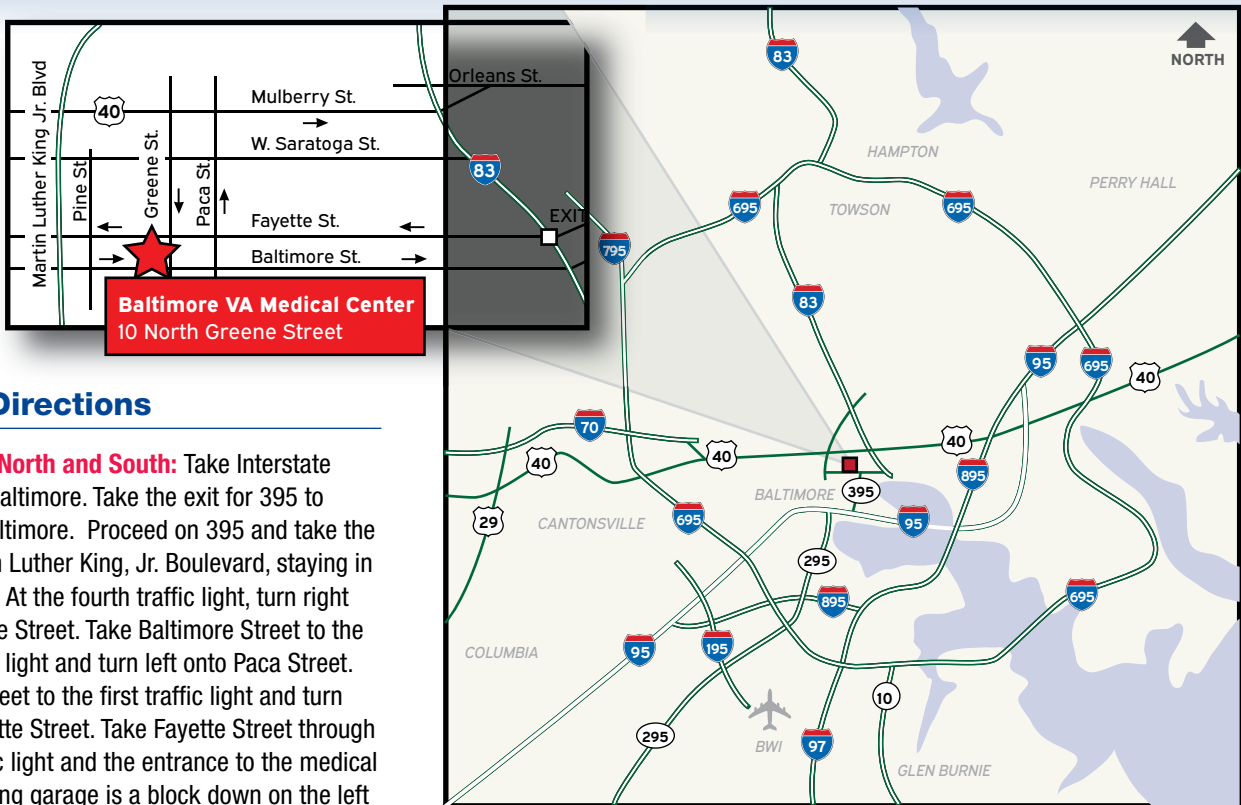 Orleans St.
Mulberry St.
40
W. Saratoga St.
83
Martin Luther King Jr. Blvd
Pine St.
Greene St.
Paca St.
Fayette St.
EXIT
Baltimore St.
Baltimore VA Medical Center
10 North Greene Street
NORTH
83
HAMPTON
PERRY HALL
695
TOWSON
695
795
83
95
695
40
70
40
40
40
895
BALTIMORE
395
29
CANTONSVILLE
695
95
295
895
695
COLUMBIA
95
195
10
295
BWI
97
GLEN BURNIE
Directions
North and South: Take Interstate
altimore. Take the exit for 395 to
ltimore. Proceed on 395 and take the
Luther King, Jr. Boulevard, staying in
At the fourth traffic light, turn right
e Street. Take Baltimore Street to the
light and turn left onto Paca Street.
eet to the first traffic light and turn
tte Street. Take Fayette Street through
c light and the entrance to the medical
ng garage is a block down on the left